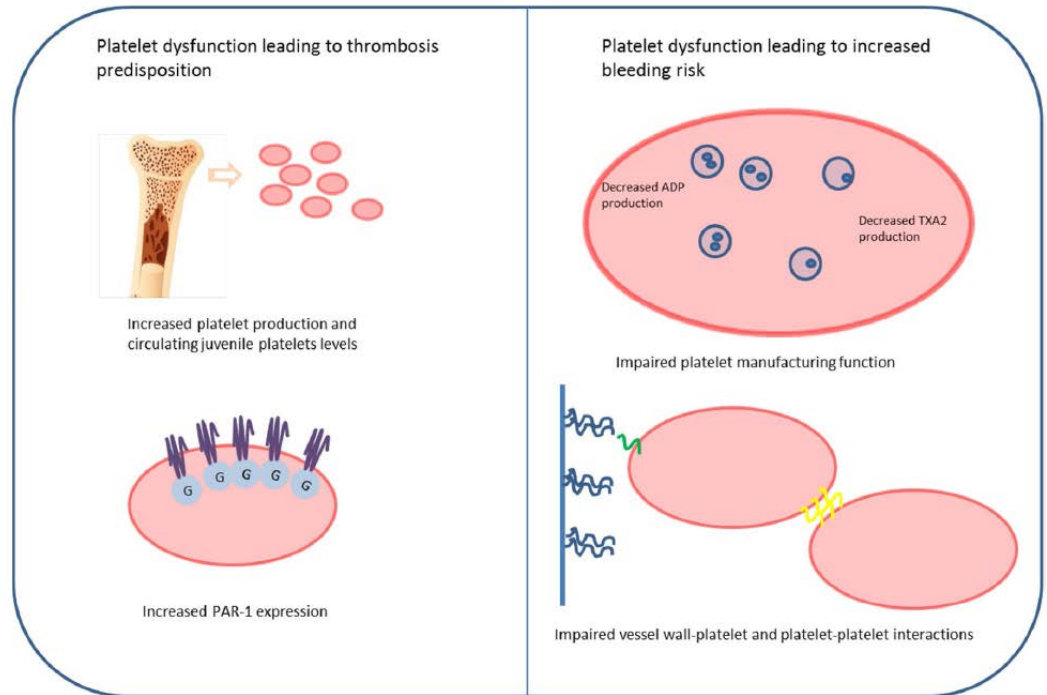 Platelet dysfunction leading to thrombosis
predisposition
Increased platelet production and
circulating juvenile platelets levels
G
G
G
G
G
Increased PAR-1 expression
Platelet dysfunction leading to increased
bleeding risk
Decreased ADP
production
Decreased TXA2
production
Impaired platelet manufacturing function
Impaired vessel wall-platelet and platelet-platelet interactions